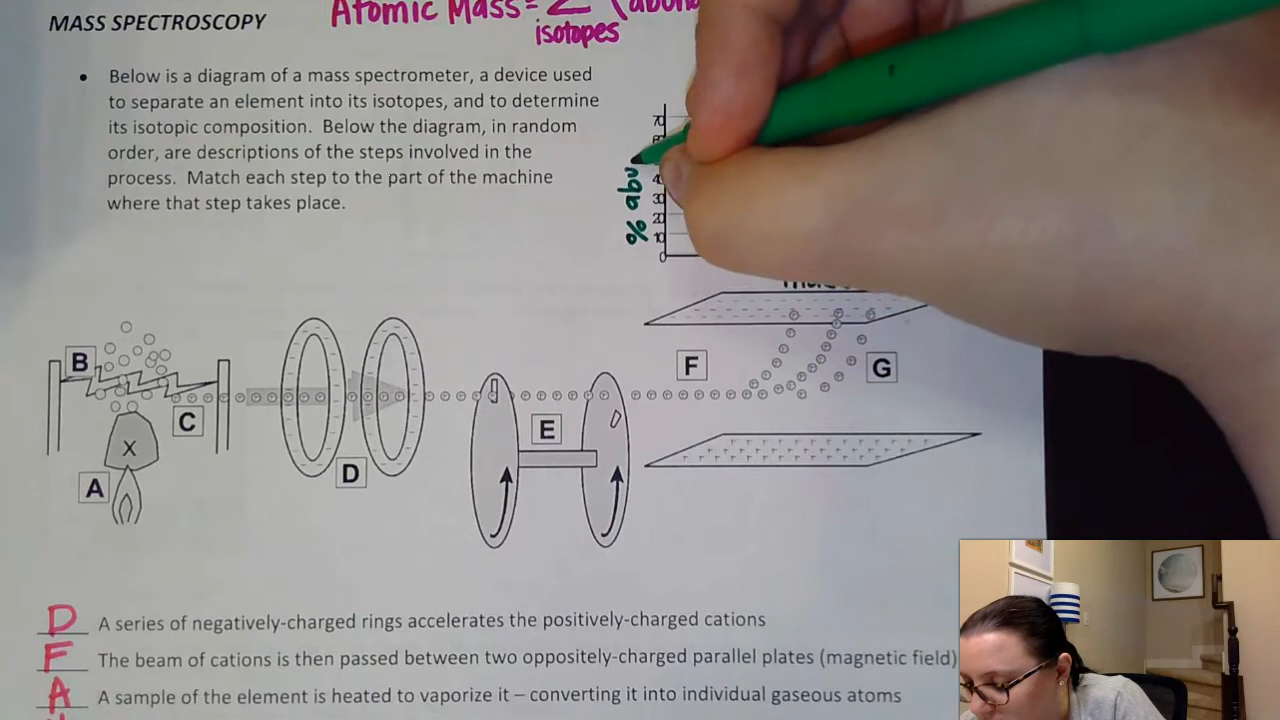 MASS SPECTROSCOPY
Atomic Mass = Σ (abund
isotopes
• Below is a diagram of a mass spectrometer, a device used
to separate an element into its isotopes, and to determine
its isotopic composition. Below the diagram, in random
order, are descriptions of the steps involved in the
process. Match each step to the part of the machine
where that step takes place.
% abu
70
30
20
10
0
B
C
X
A
D
E
F
G
D A series of negatively-charged rings accelerates the positively-charged cations
F The beam of cations is then passed between two oppositely-charged parallel plates (magnetic field)
A A sample of the element is heated to vaporize it – converting it into individual gaseous atoms